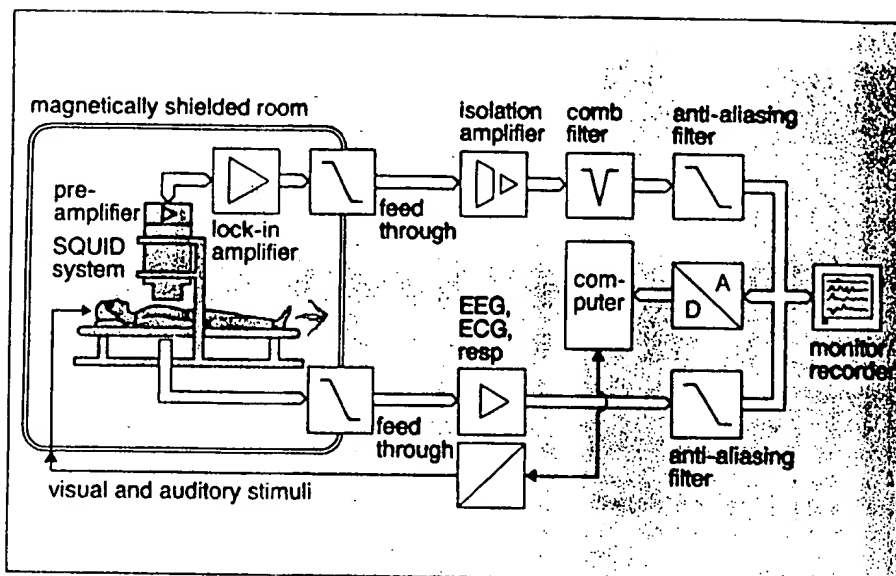 magnetically shielded room
isolation
amplifier
comb
filter
anti-aliasing
filter
pre-
amplifier
SQUID
system
lock-in
amplifier
feed
through
com-
puter
A
D
EEG,
ECG,
resp
monitor/
recorder
feed
through
anti-aliasing
filter
visual and auditory stimuli